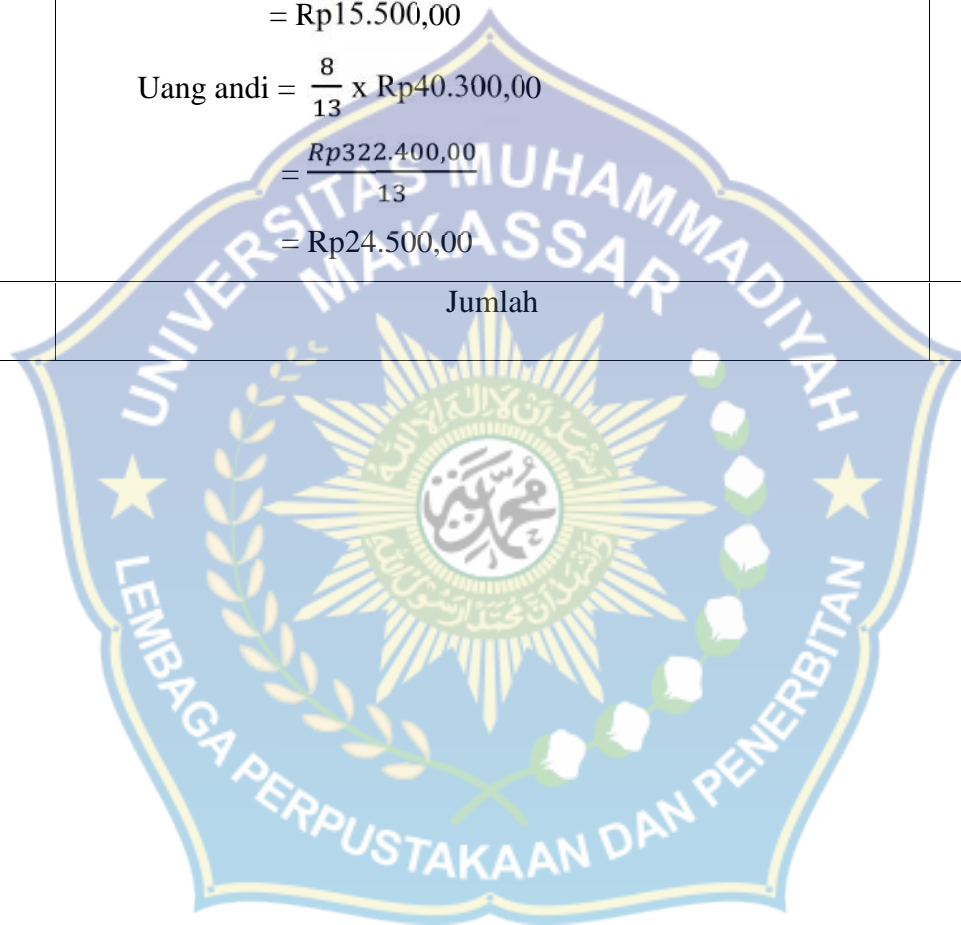 = Rp15.500,00
Uang andi = 8/13 x Rp40.300,00
= Rp322.400,00/13
= Rp24.500,00
Jumlah
UNIVERSITAS MUHAMMADIYAH
MAKASSAR
LEMBAGA PERPUSTAKAAN DAN PENERBITAN